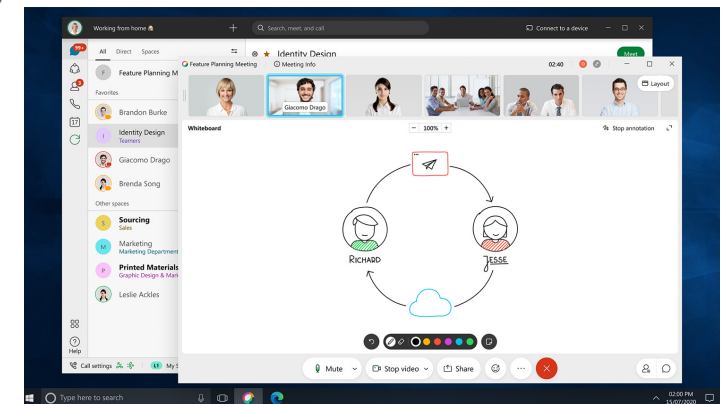 Working from home
Search, meet, and call
Connect to a device
99+
All Direct Spaces
Identity Design
Meet
F Feature Planning M
Favorites
Brandon Burke
I Identity Design
Teamers
Giacomo Drago
Brenda Song
Other spaces
S Sourcing
Sales
M Marketing
Marketing Department
P Printed Materials
Graphic Design & Mark
Leslie Ackles
Help
Call settings
My S
Feature Planning Meeting Meeting Info 02:40
Giacomo Drago
Layout
Whiteboard - 100% + Stop annotation
RICHARD
JESSE
Mute Stop video Share
Type here to search
02:00 PM
15/07/2020